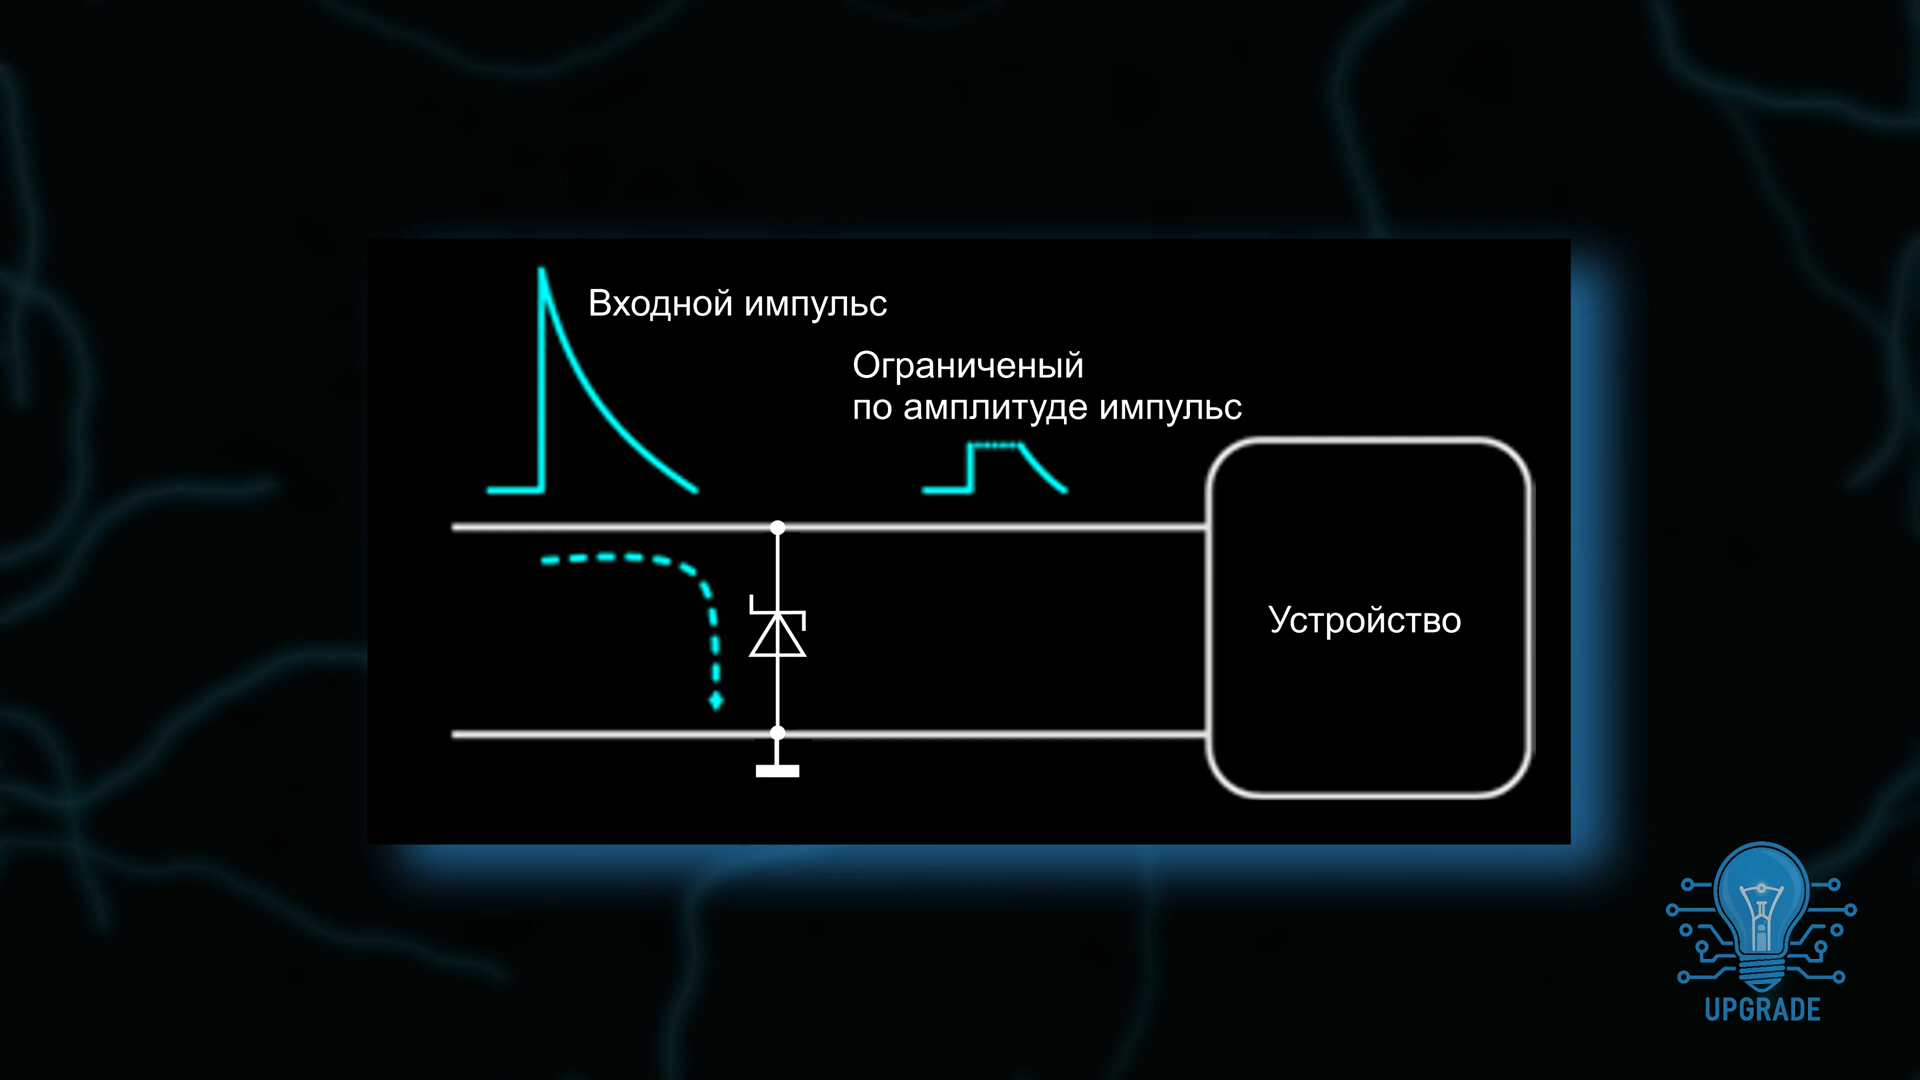 Входной импульс
Ограниченый
по амплитуде импульс
Устройство
UPGRADE